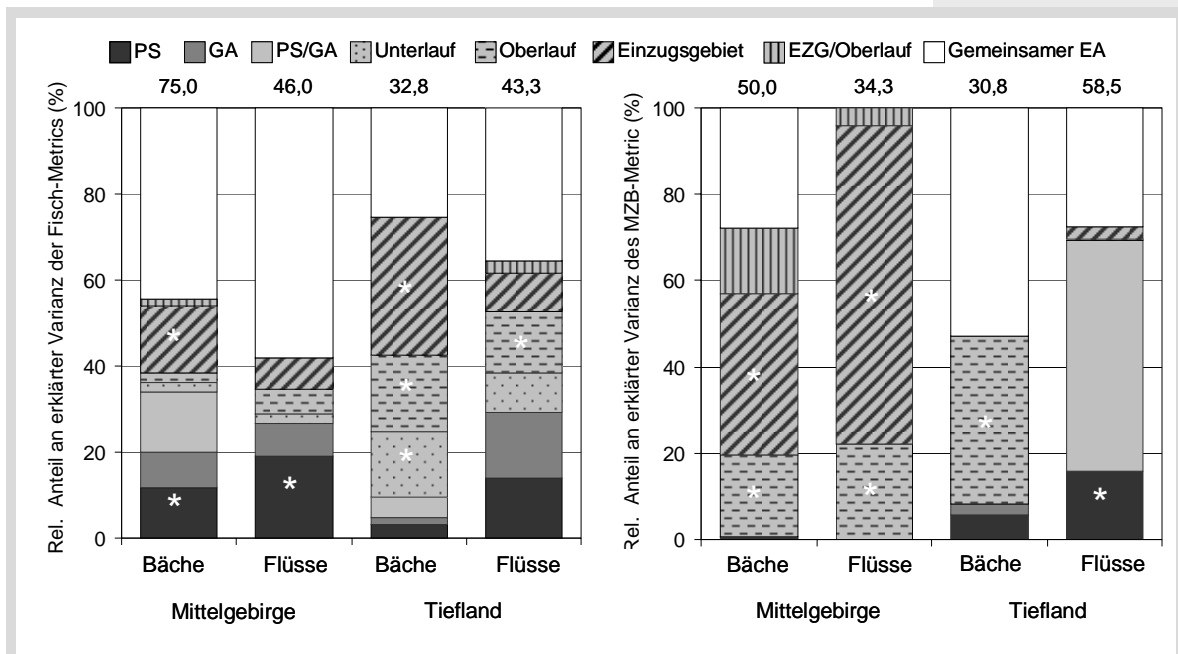 PS GA PS/GA Unterlauf Oberlauf Einzugsgebiet EZG/Oberlauf Gemeinsamer EA
Rel. Anteil an erklärter Varianz der Fisch-Metrics (%)
75,0 46,0 32,8 43,3
100
80
60
40
20
0
* * * * * * *
Bäche Flüsse Bäche Flüsse
Mittelgebirge Tiefland
Rel. Anteil an erklärter Varianz des MZB-Metric (%)
50,0 34,3 30,8 58,5
100
80
60
40
20
0
* * * * * *
Bäche Flüsse Bäche Flüsse
Mittelgebirge Tiefland